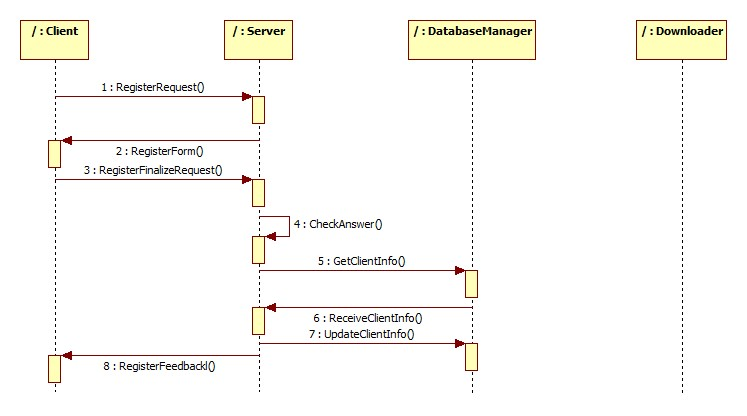 / : Client
/ : Server
/ : DatabaseManager
/ : Downloader
1 : RegisterRequest()
2 : RegisterForm()
3 : RegisterFinalizeRequest()
4 : CheckAnswer()
5 : GetClientInfo()
6 : ReceiveClientInfo()
7 : UpdateClientInfo()
8 : RegisterFeedbackl()